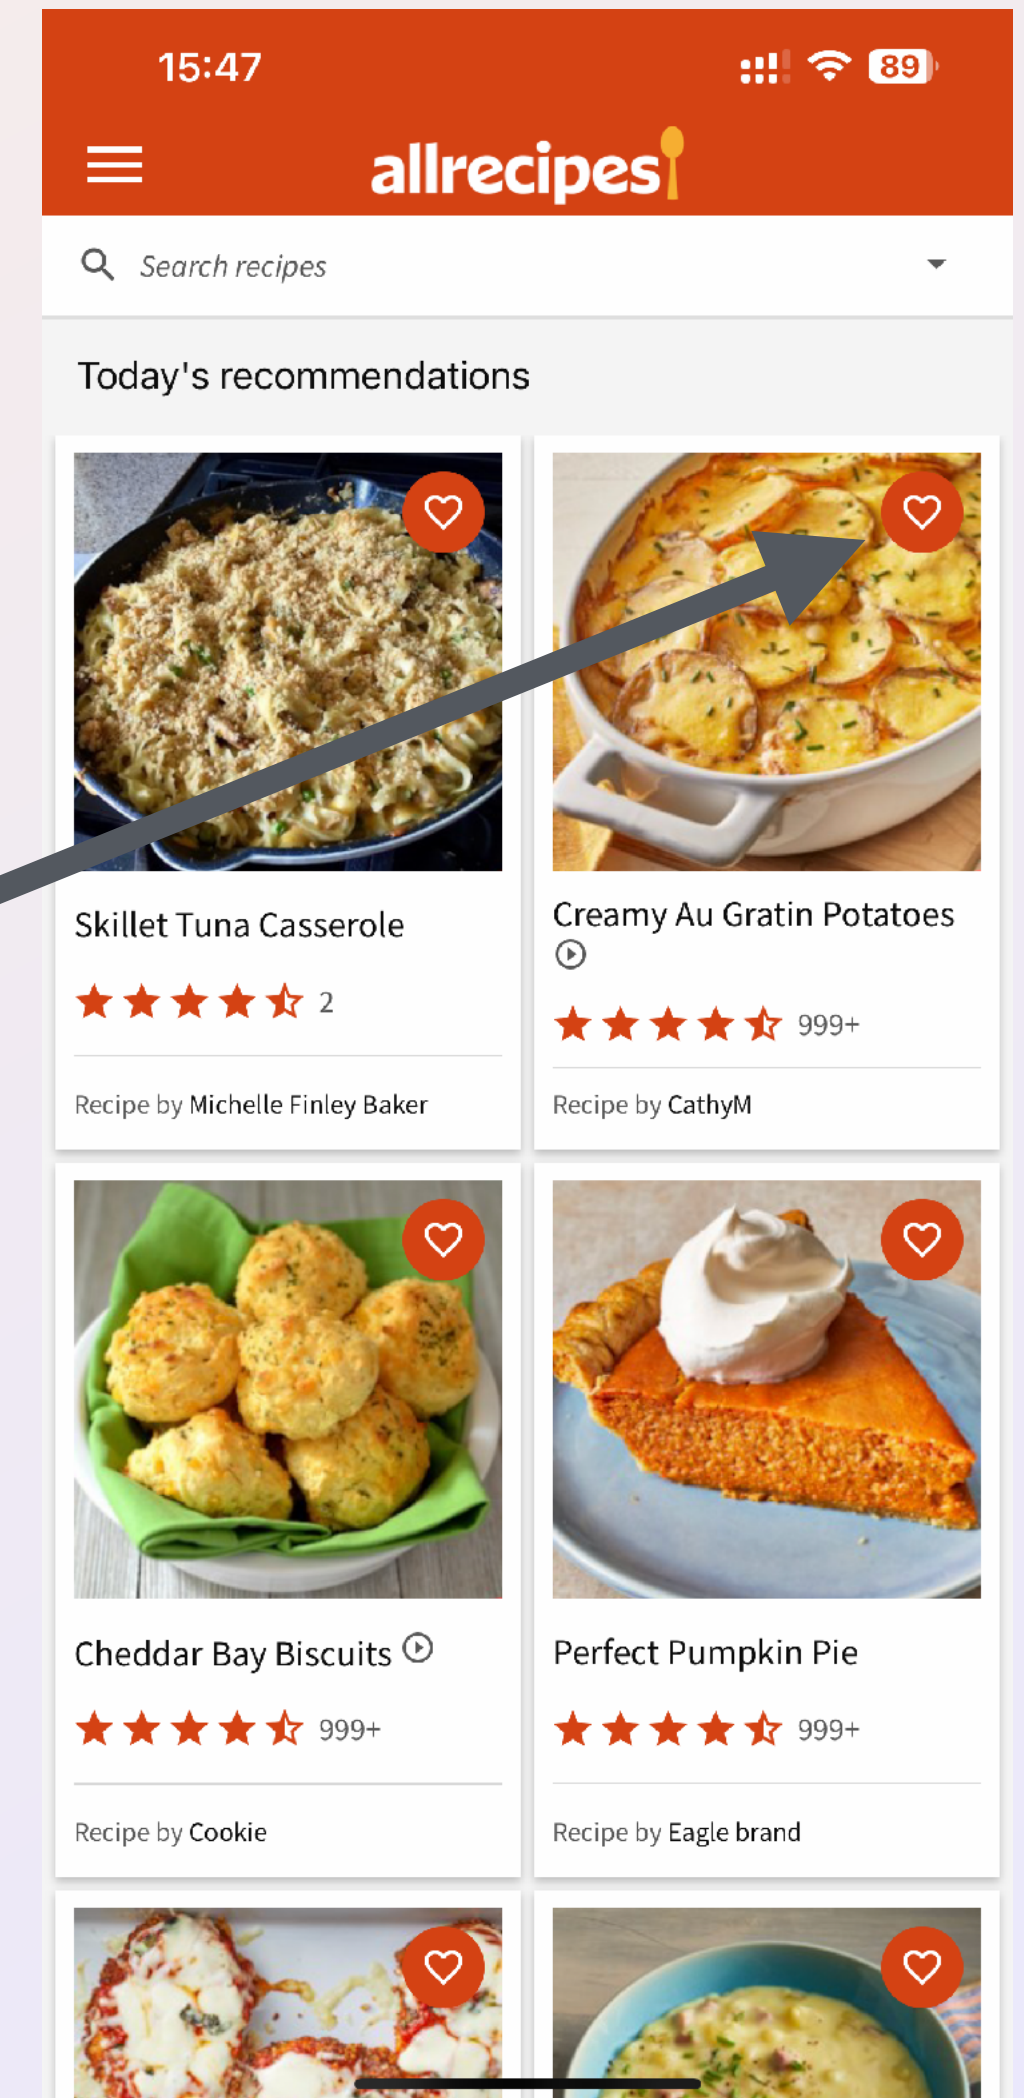 15:47
89
allrecipes
Search recipes
Today's recommendations
Skillet Tuna Casserole
2
Recipe by Michelle Finley Baker
Creamy Au Gratin Potatoes
999+
Recipe by CathyM
Cheddar Bay Biscuits
999+
Recipe by Cookie
Perfect Pumpkin Pie
999+
Recipe by Eagle brand